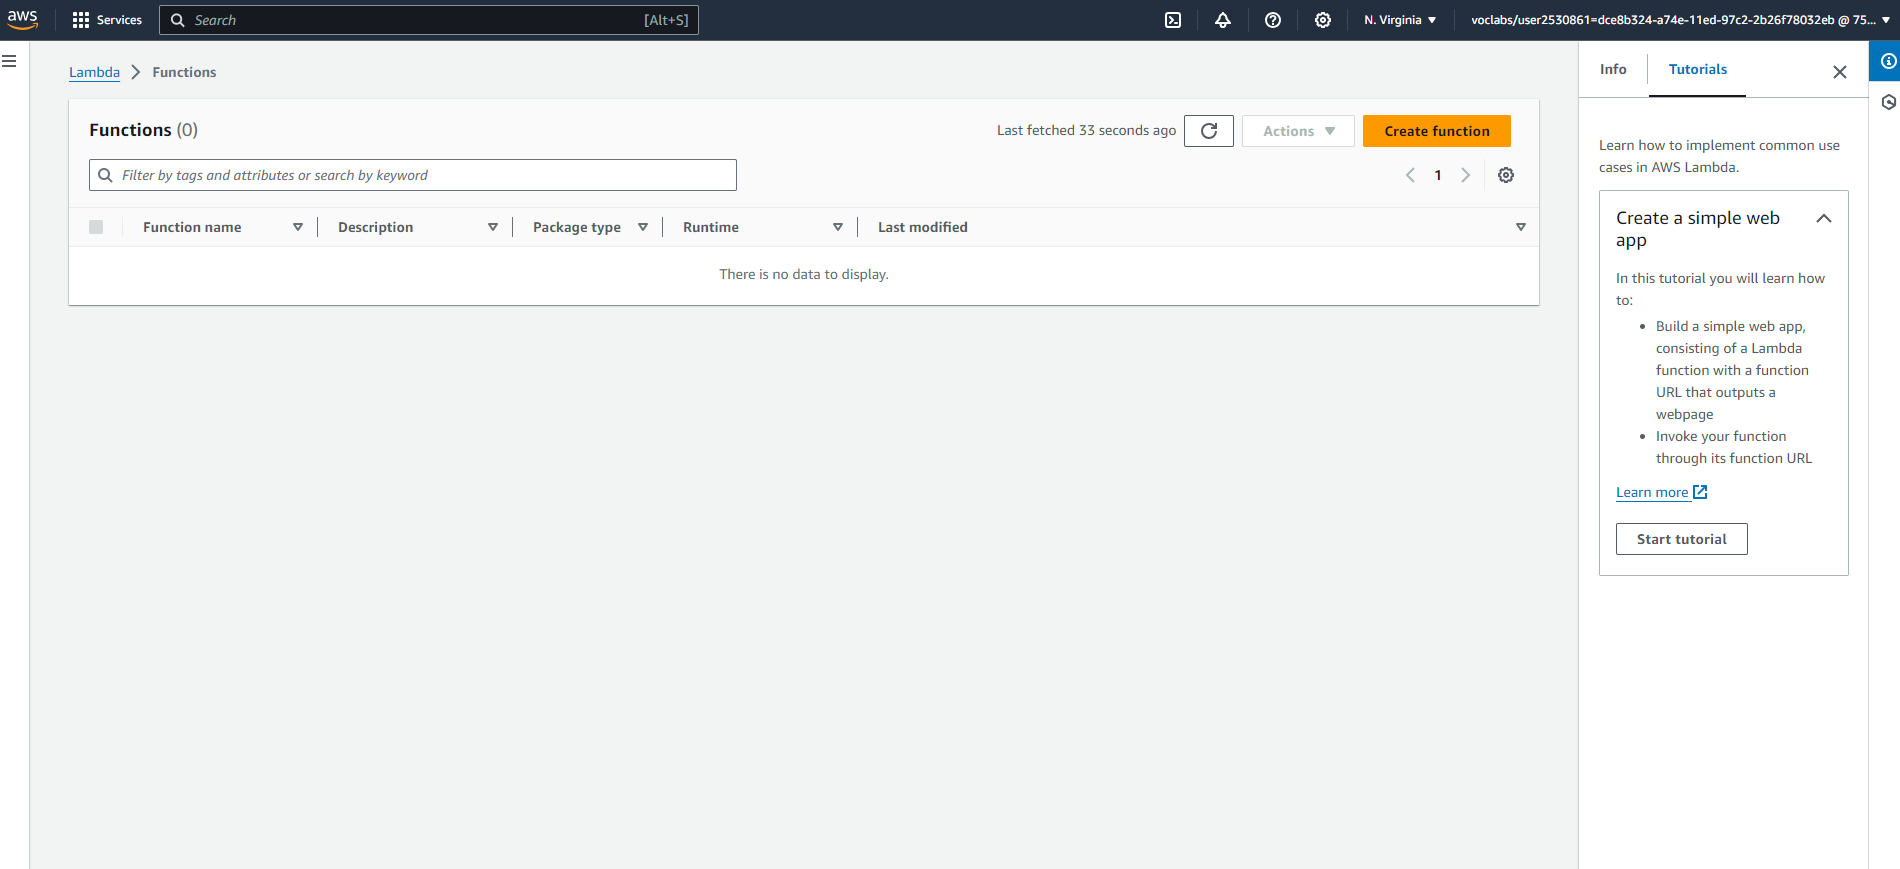 aws
Services
Search [Alt+S]
N. Virginia
voclabs/user2530861=dce8b324-a74e-11ed-97c2-2b26f78032eb @ 75...
Lambda
Functions
Functions (0)
Last fetched 33 seconds ago
Actions
Create function
Filter by tags and attributes or search by keyword
1
Function name
Description
Package type
Runtime
Last modified
There is no data to display.
Info
Tutorials
Learn how to implement common use
cases in AWS Lambda.
Create a simple web
app
In this tutorial you will learn how
to:
Build a simple web app,
consisting of a Lambda
function with a function
URL that outputs a
webpage
Invoke your function
through its function URL
Learn more
Start tutorial